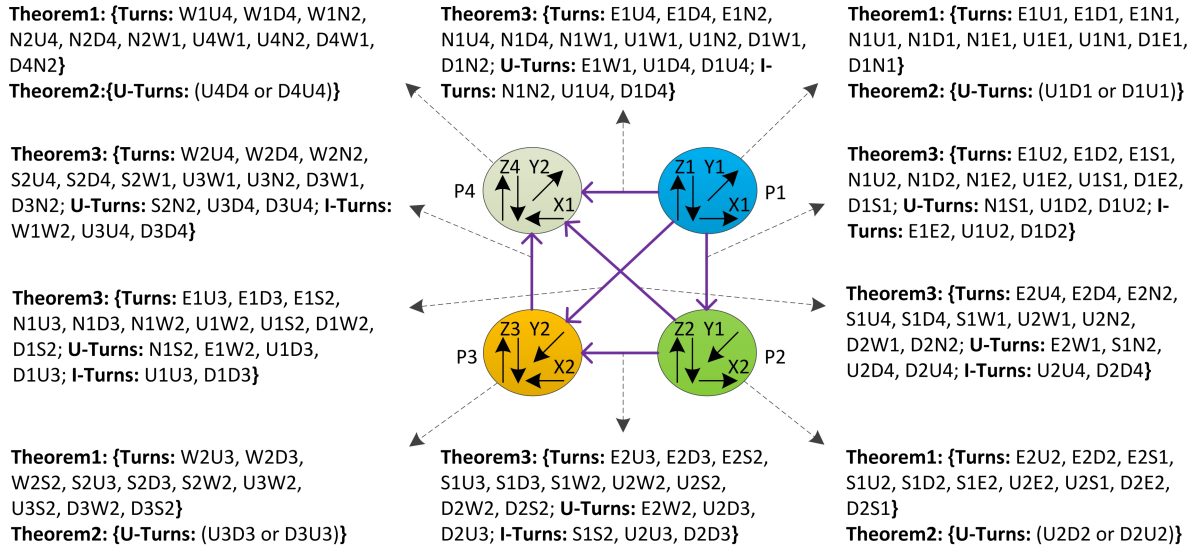 Theorem1: {Turns: W1U4, W1D4, W1N2,
N2U4, N2D4, N2W1, U4W1, U4N2, D4W1,
D4N2}
Theorem2:{U-Turns: (U4D4 or D4U4)}
Theorem3: {Turns: E1U4, E1D4, E1N2,
N1U4, N1D4, N1W1, U1W1, U1N2, D1W1,
D1N2; U-Turns: E1W1, U1D4, D1U4; I-
Turns: N1N2, U1U4, D1D4}
Theorem1: {Turns: E1U1, E1D1, E1N1,
N1U1, N1D1, N1E1, U1E1, U1N1, D1E1,
D1N1}
Theorem2: {U-Turns: (U1D1 or D1U1)}
Theorem3: {Turns: W2U4, W2D4, W2N2,
S2U4, S2D4, S2W1, U3W1, U3N2, D3W1,
D3N2; U-Turns: S2N2, U3D4, D3U4; I-Turns:
W1W2, U3U4, D3D4}
P4
Z4 Y2
X1
Z1 Y1
X1
P1
Theorem3: {Turns: E1U2, E1D2, E1S1,
N1U2, N1D2, N1E2, U1E2, U1S1, D1E2,
D1S1; U-Turns: N1S1, U1D2, D1U2; I-
Turns: E1E2, U1U2, D1D2}
Theorem3: {Turns: E1U3, E1D3, E1S2,
N1U3, N1D3, N1W2, U1W2, U1S2, D1W2,
D1S2; U-Turns: N1S2, E1W2, U1D3,
D1U3; I-Turns: U1U3, D1D3}
P3
Z3 Y2
X2
Z2 Y1
X2
P2
Theorem3: {Turns: E2U4, E2D4, E2N2,
S1U4, S1D4, S1W1, U2W1, U2N2,
D2W1, D2N2; U-Turns: E2W1, S1N2,
U2D4, D2U4; I-Turns: U2U4, D2D4}
Theorem1: {Turns: W2U3, W2D3,
W2S2, S2U3, S2D3, S2W2, U3W2,
U3S2, D3W2, D3S2}
Theorem2: {U-Turns: (U3D3 or D3U3)}
Theorem3: {Turns: E2U3, E2D3, E2S2,
S1U3, S1D3, S1W2, U2W2, U2S2,
D2W2, D2S2; U-Turns: E2W2, U2D3,
D2U3; I-Turns: S1S2, U2U3, D2D3}
Theorem1: {Turns: E2U2, E2D2, E2S1,
S1U2, S1D2, S1E2, U2E2, U2S1, D2E2,
D2S1}
Theorem2: {U-Turns: (U2D2 or D2U2)}